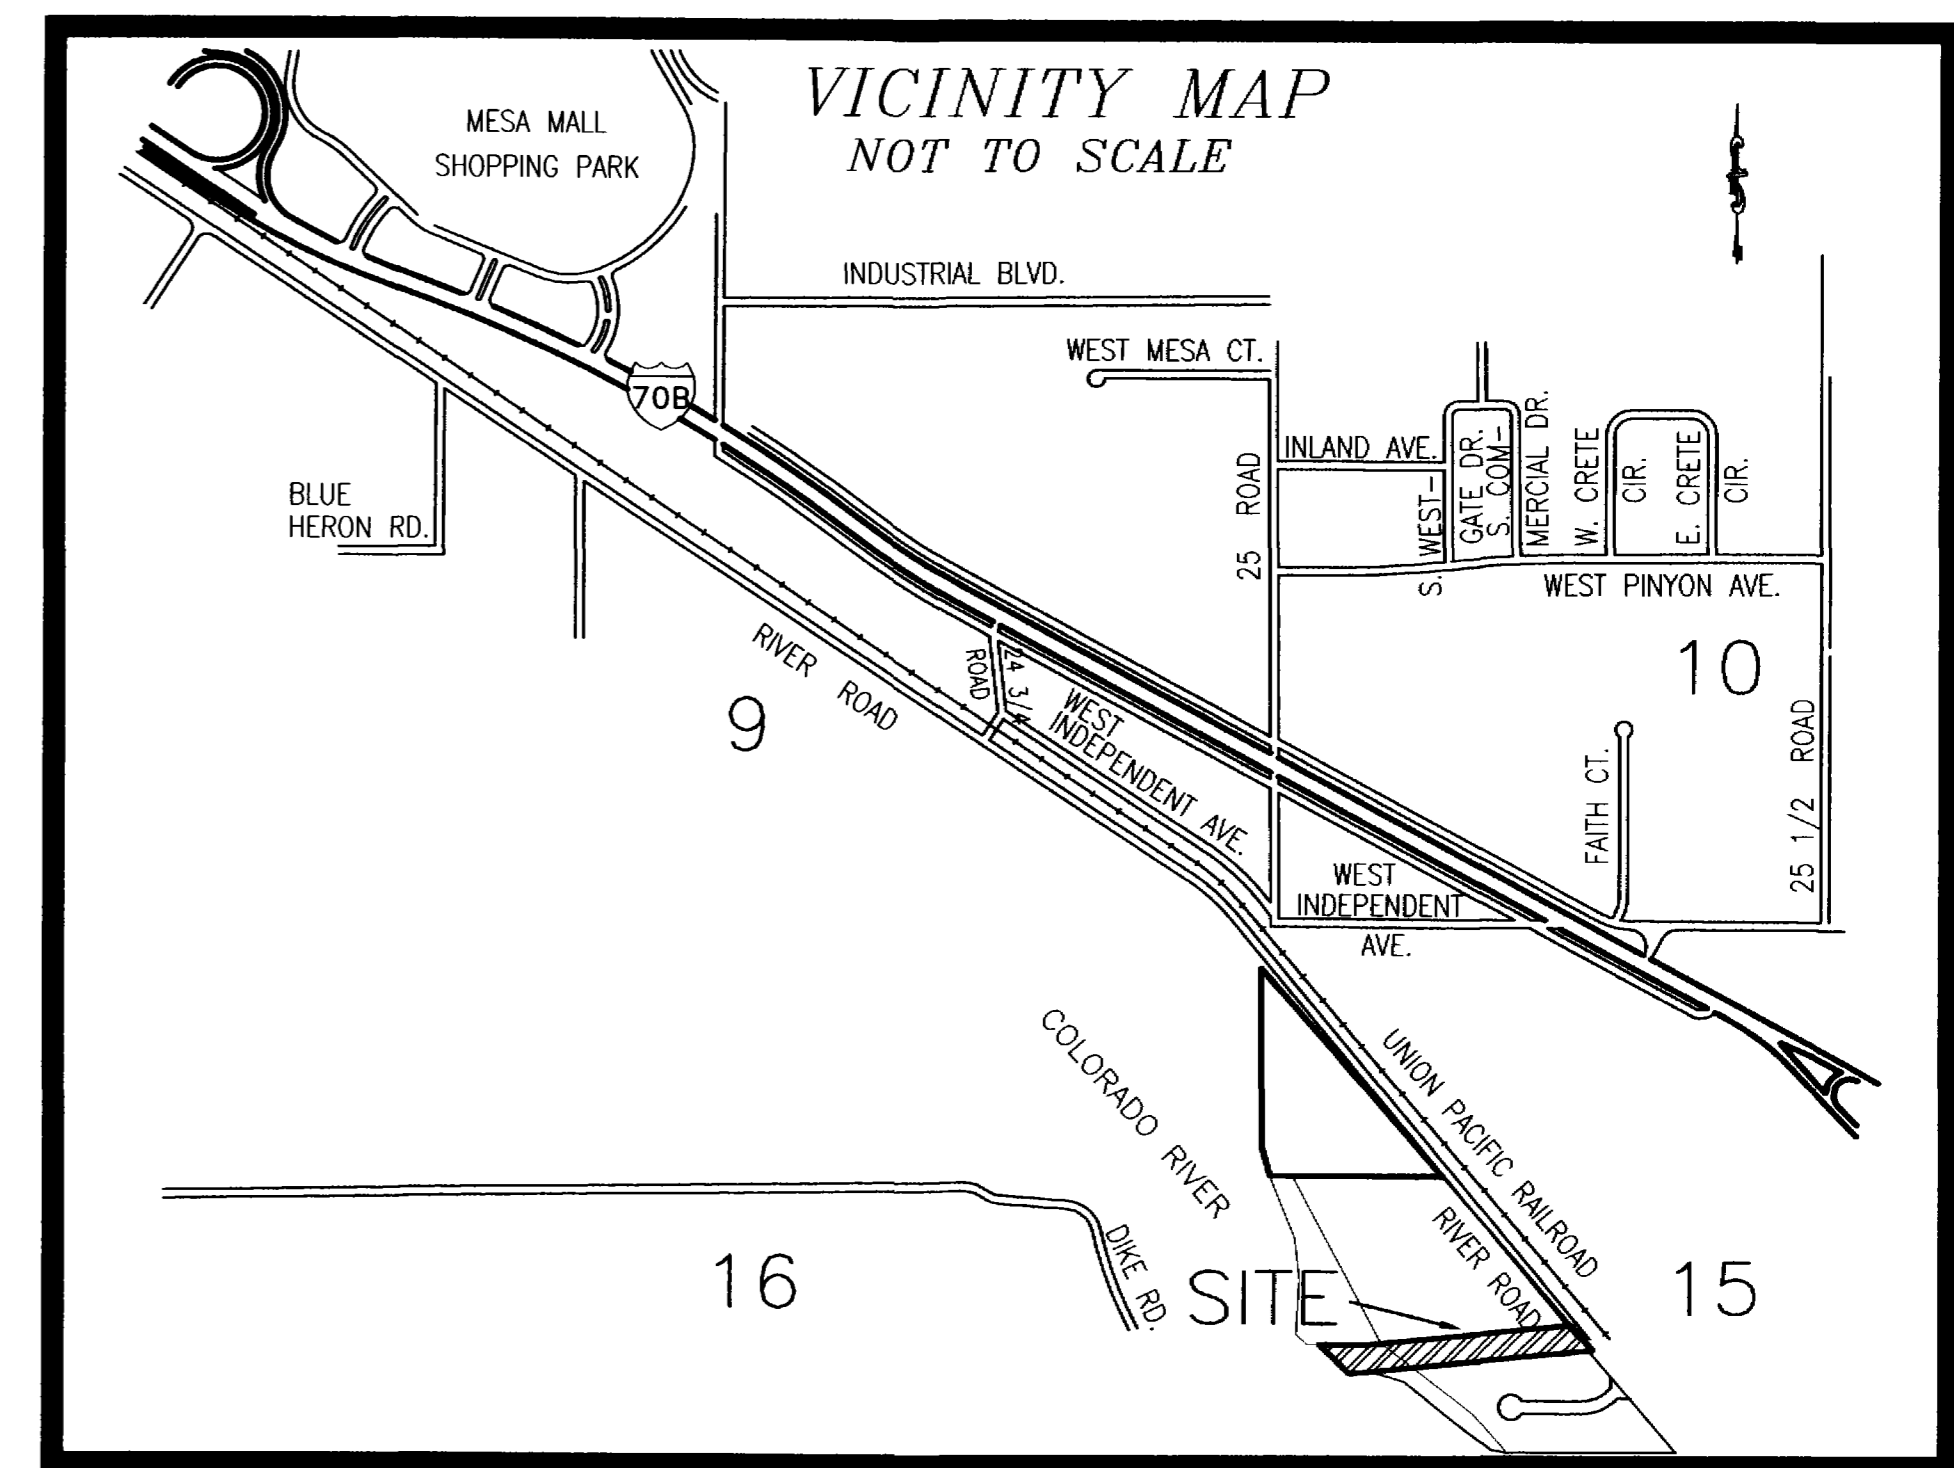 VICINITY MAP
NOT TO SCALE
MESA MALL
SHOPPING PARK
INDUSTRIAL BLVD.
WEST MESA CT.
70B
INLAND AVE.
25 ROAD
S. WEST-
GATE DR.
S. COM-
MERCIAL DR.
W. CRETE
CIR.
E. CRETE
CIR.
BLUE
HERON RD.
WEST PINYON AVE.
RIVER ROAD
24 3/4
ROAD
WEST
INDEPENDENT AVE.
10
9
FAITH CT.
25 1/2 ROAD
WEST
INDEPENDENT
AVE.
COLORADO RIVER
UNION PACIFIC RAILROAD
RIVER ROAD
DIKE RD.
16
SITE
15